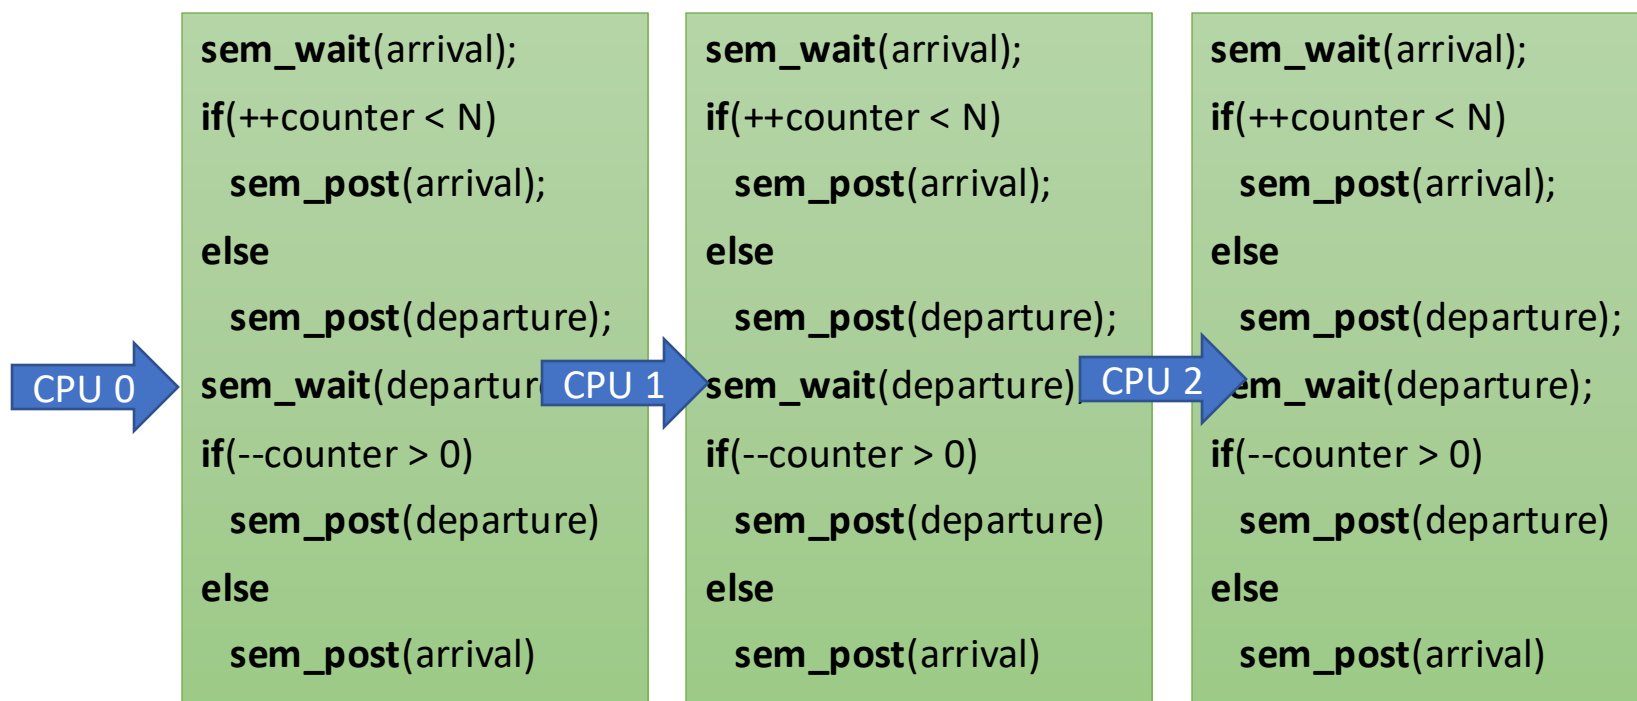 sem_wait(arrival);
if(++counter < N)
sem_post(arrival);
else
sem_post(departure);
sem_wait(departur
if(--counter > 0)
sem_post(departure)
else
sem_post(arrival)
sem_wait(arrival);
if(++counter < N)
sem_post(arrival);
else
sem_post(departure);
sem_wait(departure)
if(--counter > 0)
sem_post(departure)
else
sem_post(arrival)
sem_wait(arrival);
if(++counter < N)
sem_post(arrival);
else
sem_post(departure);
em_wait(departure);
if(--counter > 0)
sem_post(departure)
else
sem_post(arrival)
CPU 0
CPU 1
CPU 2